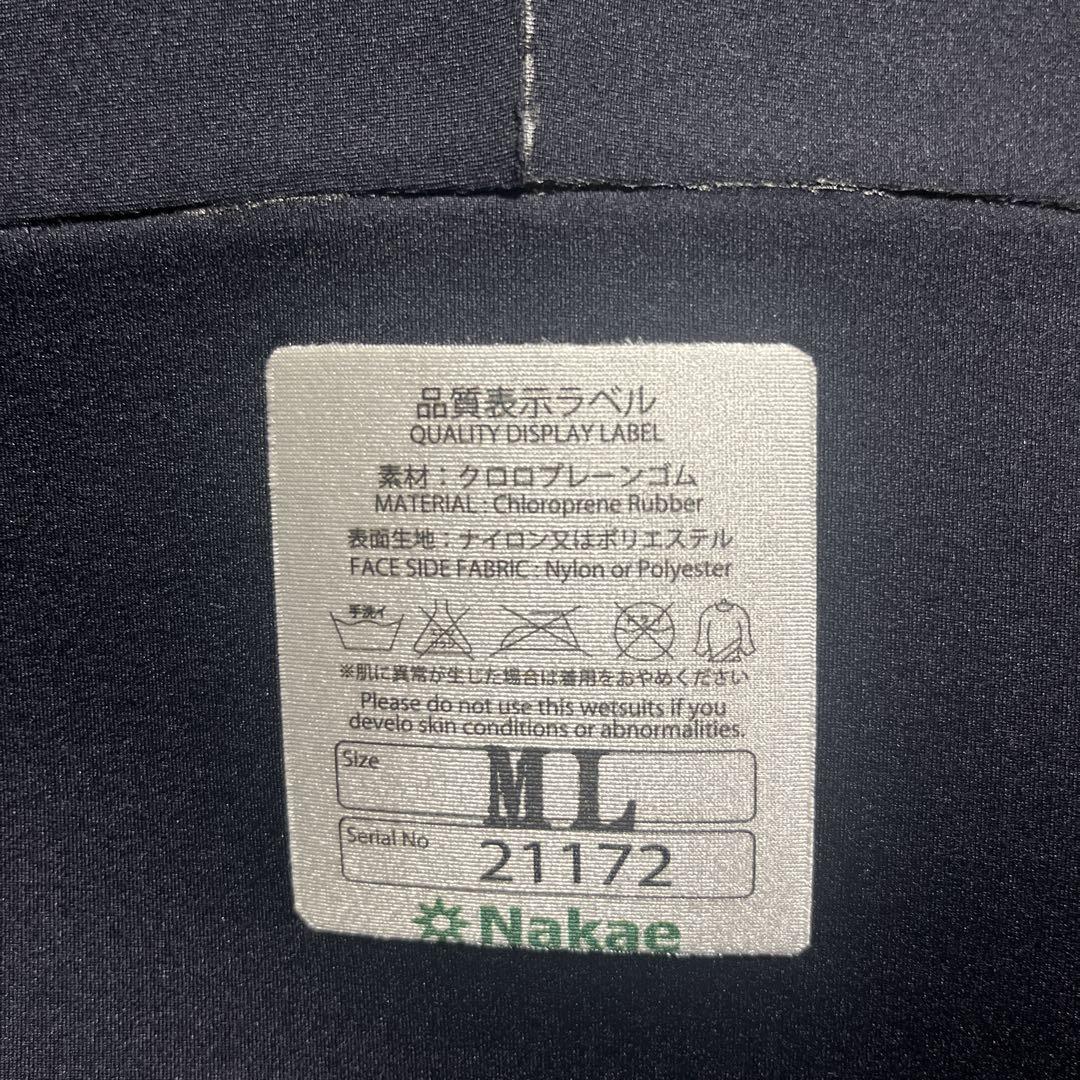 品質表示ラベル
QUALITY DISPLAY LABEL
素材：クロロプレーンゴム
MATERIAL : Chloroprene Rubber
表面生地：ナイロン又はポリエステル
FACE SIDE FABRIC : Nylon or Polyester
手洗イ
※肌に異常が生じた場合は着用をおやめください
Please do not use this wetsuits if you
develo skin conditions or abnormalities.
Size
ML
Serial No
21172
Nakae